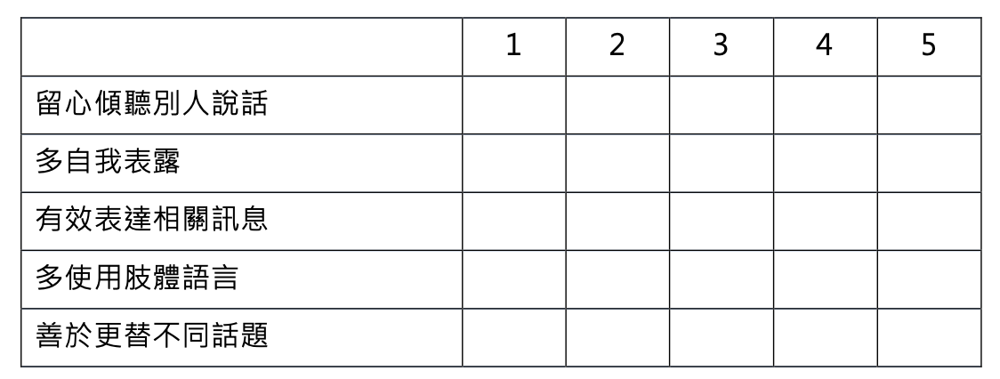 1 2 3 4 5
留心傾聽別人說話
多自我表露
有效表達相關訊息
多使用肢體語言
善於更替不同話題